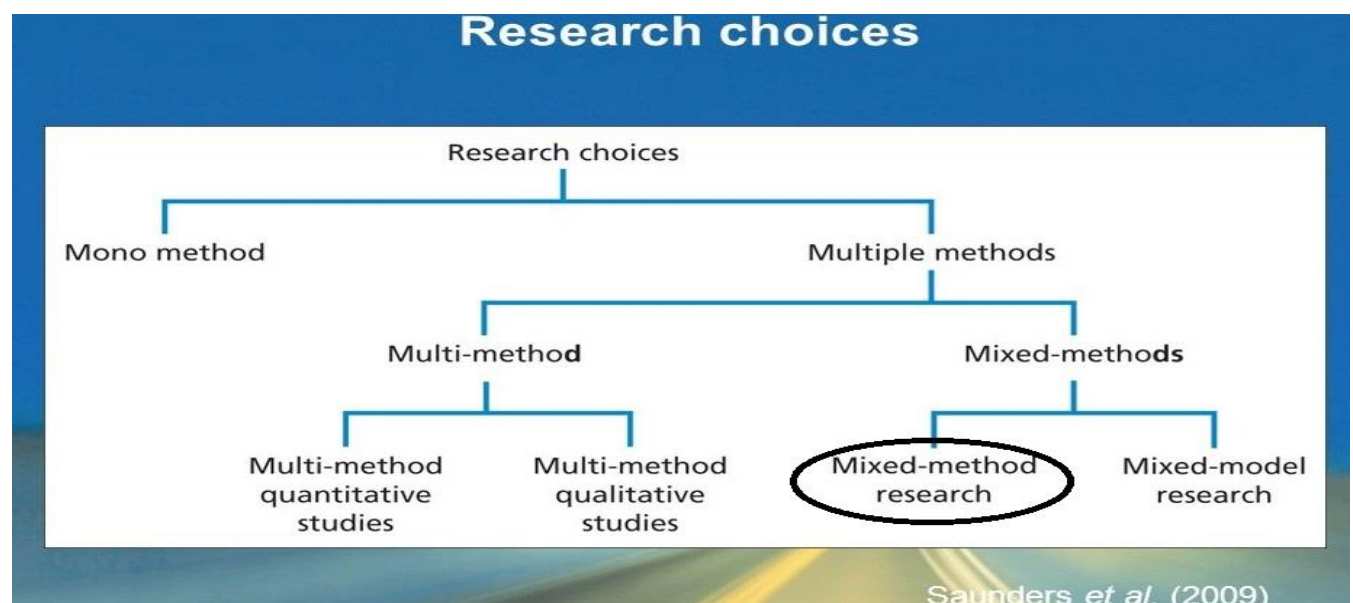 Research choices
Research choices
Mono method
Multiple methods
Multi-method
Mixed-methods
Multi-method
quantitative
studies
Multi-method
qualitative
studies
Mixed-method
research
Mixed-model
research
Saunders et al. (2009)